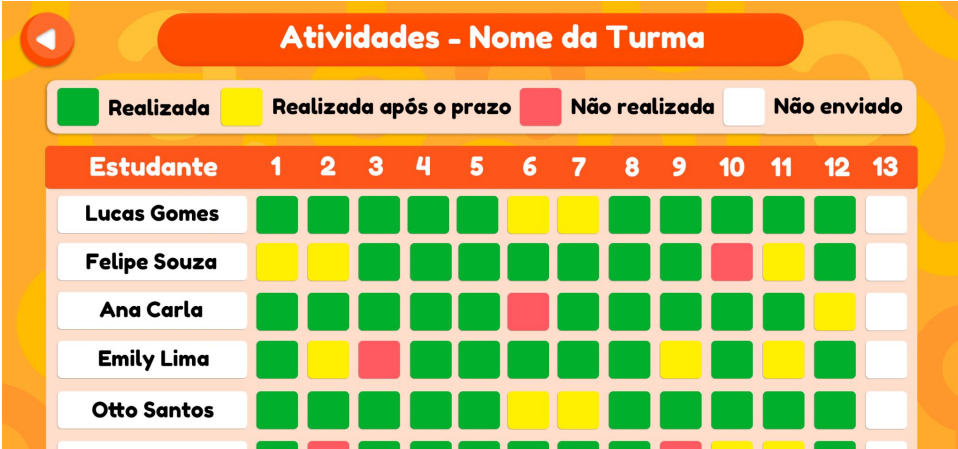 Atividades - Nome da Turma
Realizada Realizada após o prazo Não realizada Não enviado
Estudante 1 2 3 4 5 6 7 8 9 10 11 12 13
Lucas Gomes
Felipe Souza
Ana Carla
Emily Lima
Otto Santos